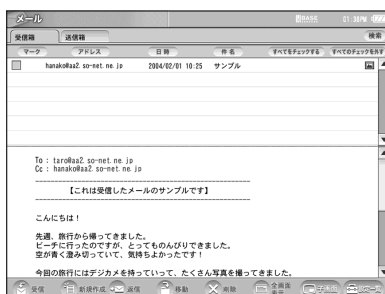 メール
BASE 01:36PM
受信箱 送信箱 検索
マーク アドレス 日時 件名 すべてをチェックする すべてのチェックを外す
hanako@aa2.so-net.ne.jp 2004/02/01 10:25 サンプル
To : taro@aa2.so-net.ne.jp
Cc : hanako@aa2.so-net.ne.jp
【これは受信したメールのサンプルです】
こんにちは！
先週、旅行から帰ってきました。
ビーチに行ったのですが、とってものんびりできました。
空が青く澄み切っていて、気持ちよかったです！
今回の旅行にはデジカメを持っていって、たくさん写真を撮ってきました。
受信 新規作成 返信 移動 削除 全画面表示